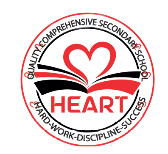 QUALITY COMPREHENSIVE SECONDARY SCHOOL
HEART
HARD-WORK-DISCIPLINE-SUCCESS